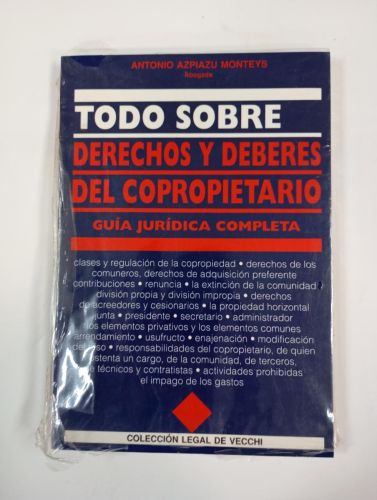 ANTONIO AZPIAZU MONTEYS
Abogado
TODO SOBRE
DERECHOS Y DEBERES
DEL COPROPIETARIO
GUÍA JURÍDICA COMPLETA
clases y regulación de la copropiedad • derechos de los
comuneros, derechos de adquisición preferente
contribuciones • renuncia • la extinción de la comunidad
división propia y división impropia • derechos
de acreedores y cesionarios • la propiedad horizontal
junta • presidente • secretario • administrador
los elementos privativos y los elementos comunes
arrendamiento • usufructo • enajenación • modificación
del uso • responsabilidades del copropietario, de quien
ostenta un cargo, de la comunidad, de terceros,
de técnicos y contratistas • actividades prohibidas
el impago de los gastos
COLECCIÓN LEGAL DE VECCHI